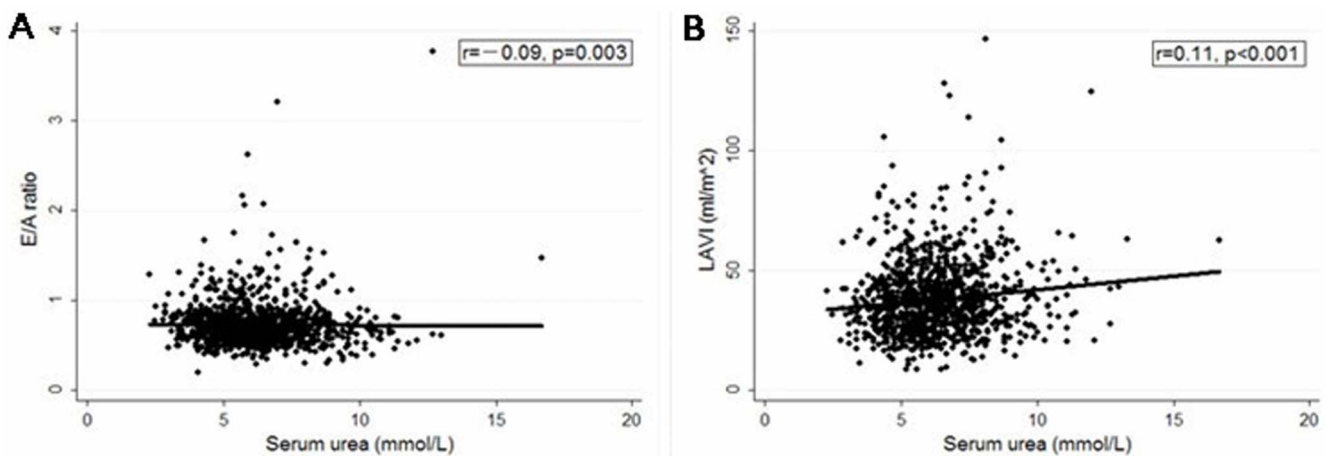 A
r=−0.09, p=0.003
E/A ratio
4
3
2
1
0
0 5 10 15 20
Serum urea (mmol/L)
B
r=0.11, p<0.001
LAVI (ml/m^2)
150
100
50
0
0 5 10 15 20
Serum urea (mmol/L)